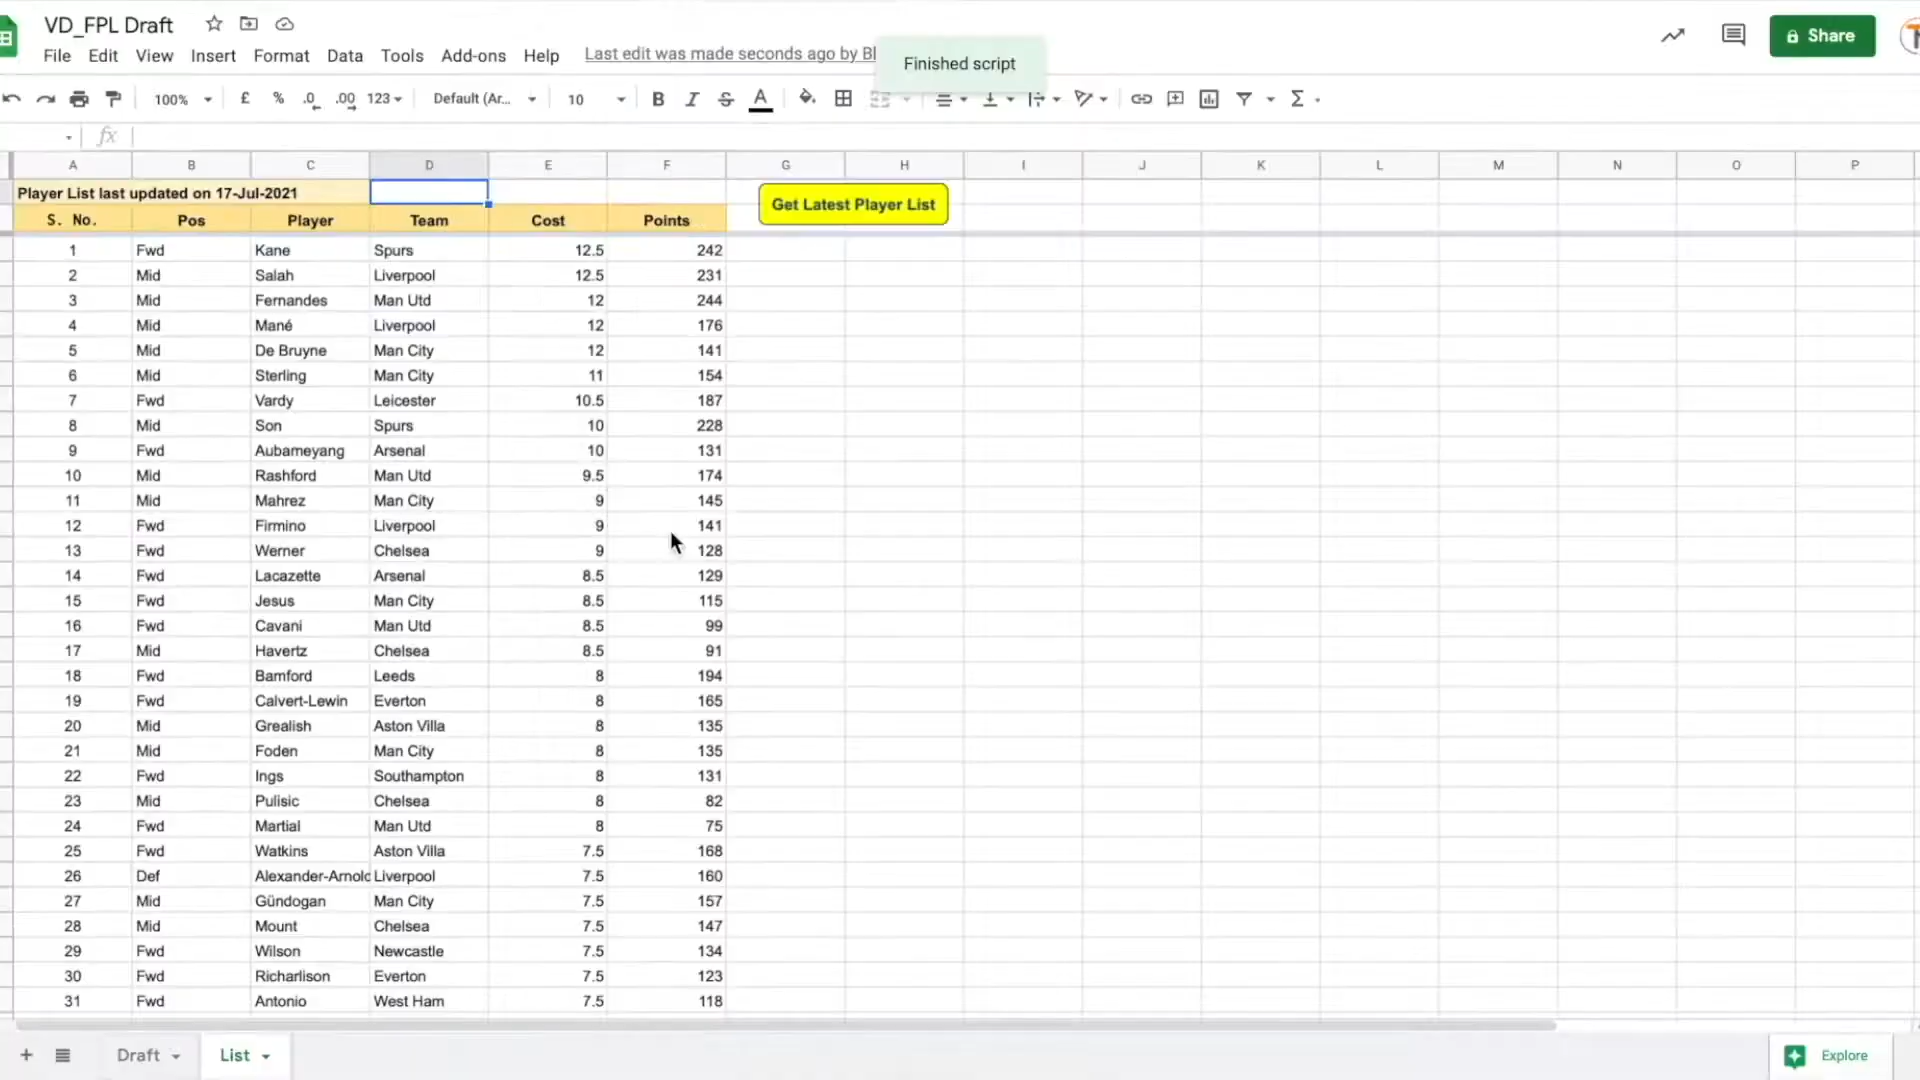 VD_FPL Draft
File Edit View Insert Format Data Tools Add-ons Help Last edit was made seconds ago by Bl
Finished script
Share
100% £ % .0 .00 123 Default (Ar... 10 B I S A
fx
A B C D E F G H I J K L M N O P
Player List last updated on 17-Jul-2021
Get Latest Player List
S. No. Pos Player Team Cost Points
1 Fwd Kane Spurs 12.5 242
2 Mid Salah Liverpool 12.5 231
3 Mid Fernandes Man Utd 12 244
4 Mid Mané Liverpool 12 176
5 Mid De Bruyne Man City 12 141
6 Mid Sterling Man City 11 154
7 Fwd Vardy Leicester 10.5 187
8 Mid Son Spurs 10 228
9 Fwd Aubameyang Arsenal 10 131
10 Mid Rashford Man Utd 9.5 174
11 Mid Mahrez Man City 9 145
12 Fwd Firmino Liverpool 9 141
13 Fwd Werner Chelsea 9 128
14 Fwd Lacazette Arsenal 8.5 129
15 Fwd Jesus Man City 8.5 115
16 Fwd Cavani Man Utd 8.5 99
17 Mid Havertz Chelsea 8.5 91
18 Fwd Bamford Leeds 8 194
19 Fwd Calvert-Lewin Everton 8 165
20 Mid Grealish Aston Villa 8 135
21 Mid Foden Man City 8 135
22 Fwd Ings Southampton 8 131
23 Mid Pulisic Chelsea 8 82
24 Fwd Martial Man Utd 8 75
25 Fwd Watkins Aston Villa 7.5 168
26 Def Alexander-Arnold Liverpool 7.5 160
27 Mid Gündogan Man City 7.5 157
28 Mid Mount Chelsea 7.5 147
29 Fwd Wilson Newcastle 7.5 134
30 Fwd Richarlison Everton 7.5 123
31 Fwd Antonio West Ham 7.5 118
Draft List Explore